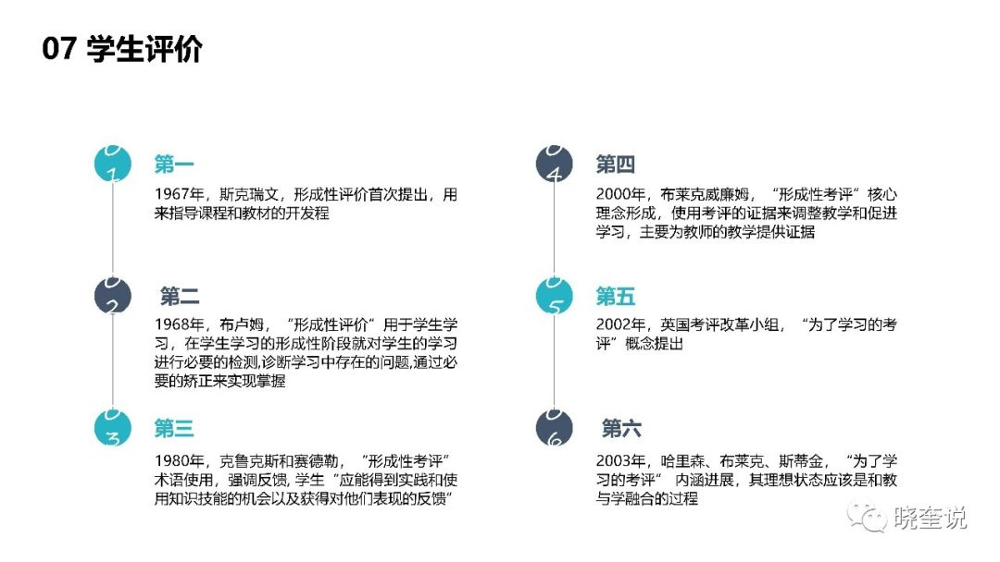 07 学生评价
01
第一
1967年，斯克瑞文，形成性评价首次提出，用
来指导课程和教材的开发程
02
第二
1968年，布卢姆，“形成性评价”用于学生学
习，在学生学习的形成性阶段就对学生的学习
进行必要的检测,诊断学习中存在的问题,通过必
要的矫正来实现掌握
03
第三
1980年，克鲁克斯和赛德勒，“形成性考评”
术语使用，强调反馈, 学生“应能得到实践和使
用知识技能的机会以及获得对他们表现的反馈”
04
第四
2000年，布莱克威廉姆，“形成性考评”核心
理念形成，使用考评的证据来调整教学和促进
学习，主要为教师的教学提供证据
05
第五
2002年，英国考评改革小组，“为了学习的考
评”概念提出
06
第六
2003年，哈里森、布莱克、斯蒂金，“为了学
习的考评” 内涵进展，其理想状态应该是和教
与学融合的过程
晓奎说